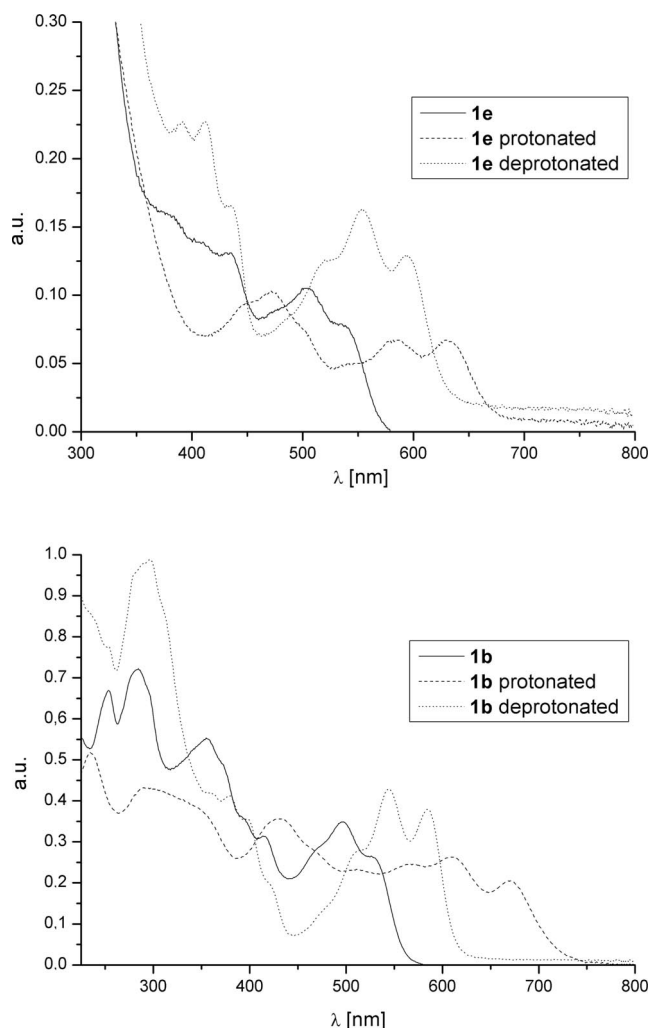 0.30
0.25
0.20
0.15
0.10
0.05
0.00
a.u.
1e
1e protonated
1e deprotonated
300 400 500 600 700 800
λ [nm]
1.0
0.9
0.8
0.7
0.6
0.5
0.4
0.3
0.2
0.1
0.0
a.u.
1b
1b protonated
1b deprotonated
300 400 500 600 700 800
λ [nm]